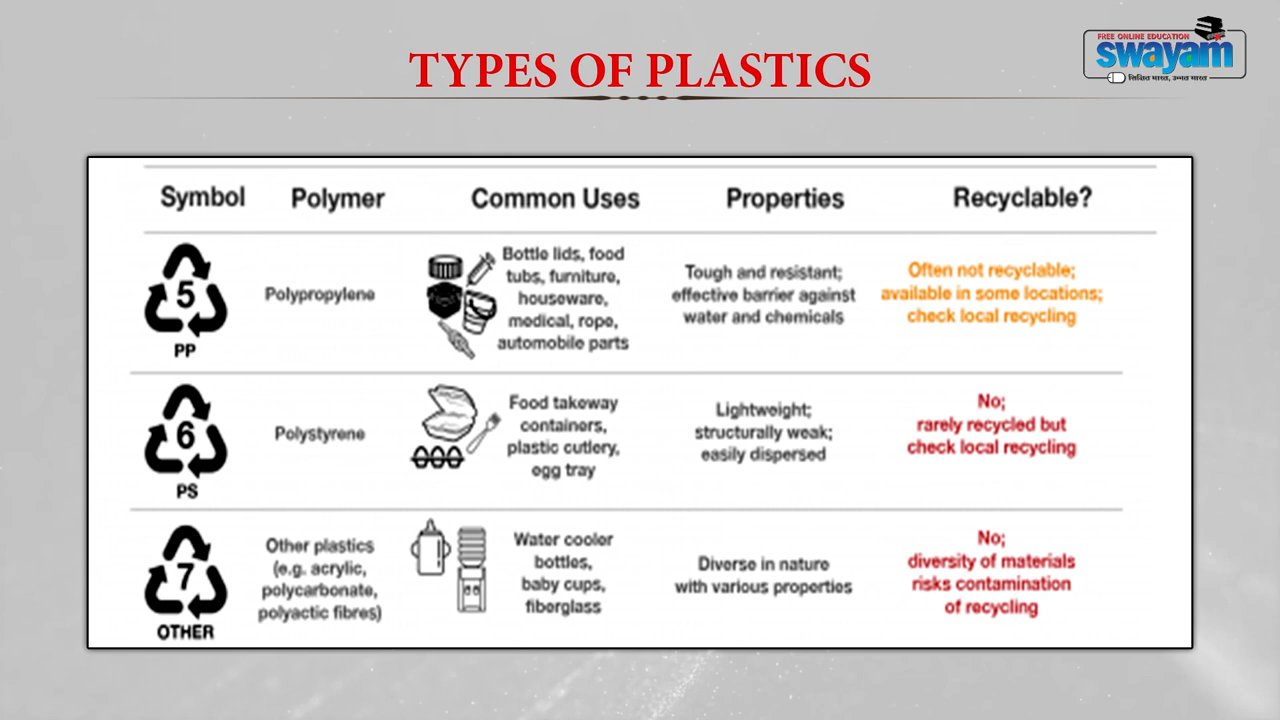 TYPES OF PLASTICS
FREE ONLINE EDUCATION
swayam
शिक्षित भारत, उन्नत भारत
Symbol Polymer Common Uses Properties Recyclable?
5
PP
Polypropylene
Bottle lids, food
tubs, furniture,
houseware,
medical, rope,
automobile parts
Tough and resistant;
effective barrier against
water and chemicals
Often not recyclable;
available in some locations;
check local recycling
6
PS
Polystyrene
Food takeway
containers,
plastic cutlery,
egg tray
Lightweight;
structurally weak;
easily dispersed
No;
rarely recycled but
check local recycling
7
OTHER
Other plastics
(e.g. acrylic,
polycarbonate,
polyactic fibres)
Water cooler
bottles,
baby cups,
fiberglass
Diverse in nature
with various properties
No;
diversity of materials
risks contamination
of recycling